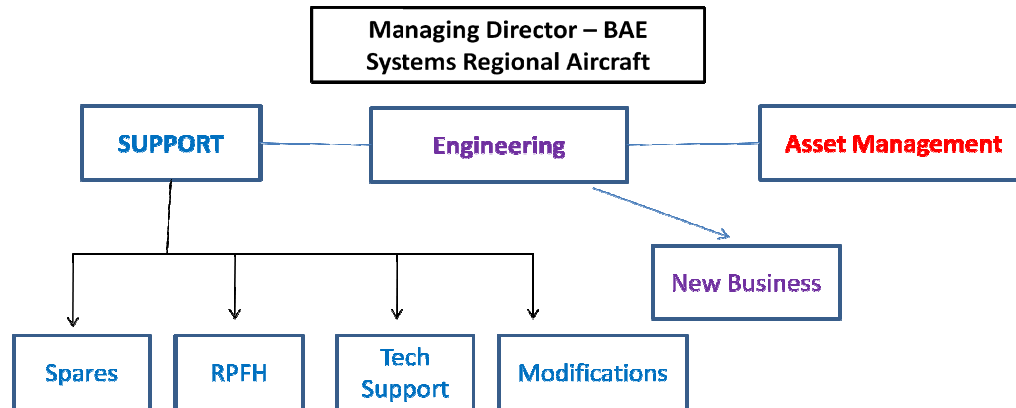 Managing Director – BAE
Systems Regional Aircraft
SUPPORT
Engineering
Asset Management
New Business
Spares
RPFH
Tech
Support
Modifications